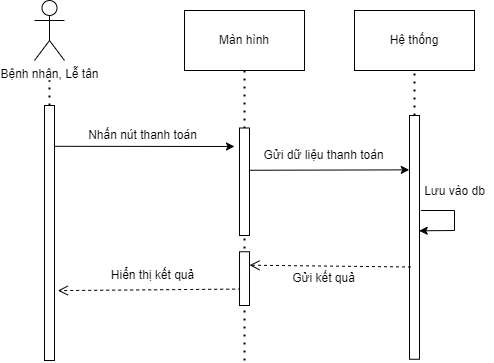 Bệnh nhận, Lễ tân
Màn hình
Hệ thống
Nhấn nút thanh toán
Gửi dữ liệu thanh toán
Lưu vào db
Gửi kết quả
Hiển thị kết quả